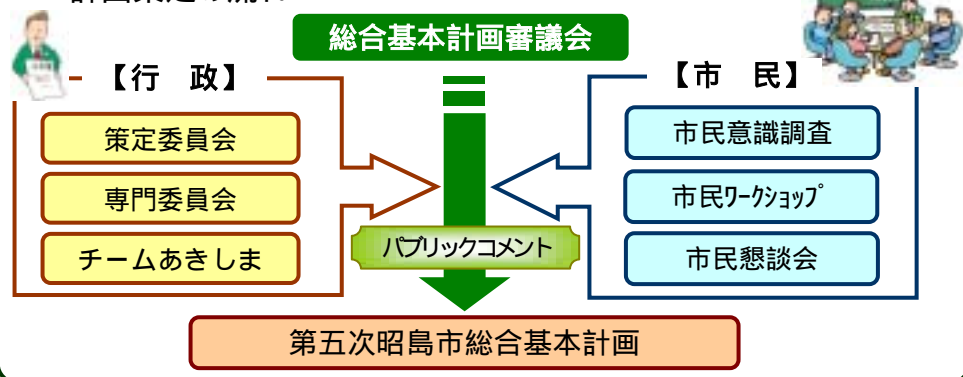 総合基本計画審議会
【行　政】
策定委員会
専門委員会
チームあきしま
【市　民】
市民意識調査
市民ﾜｰｸｼｮｯﾌﾟ
市民懇談会
パブリックコメント
第五次昭島市総合基本計画